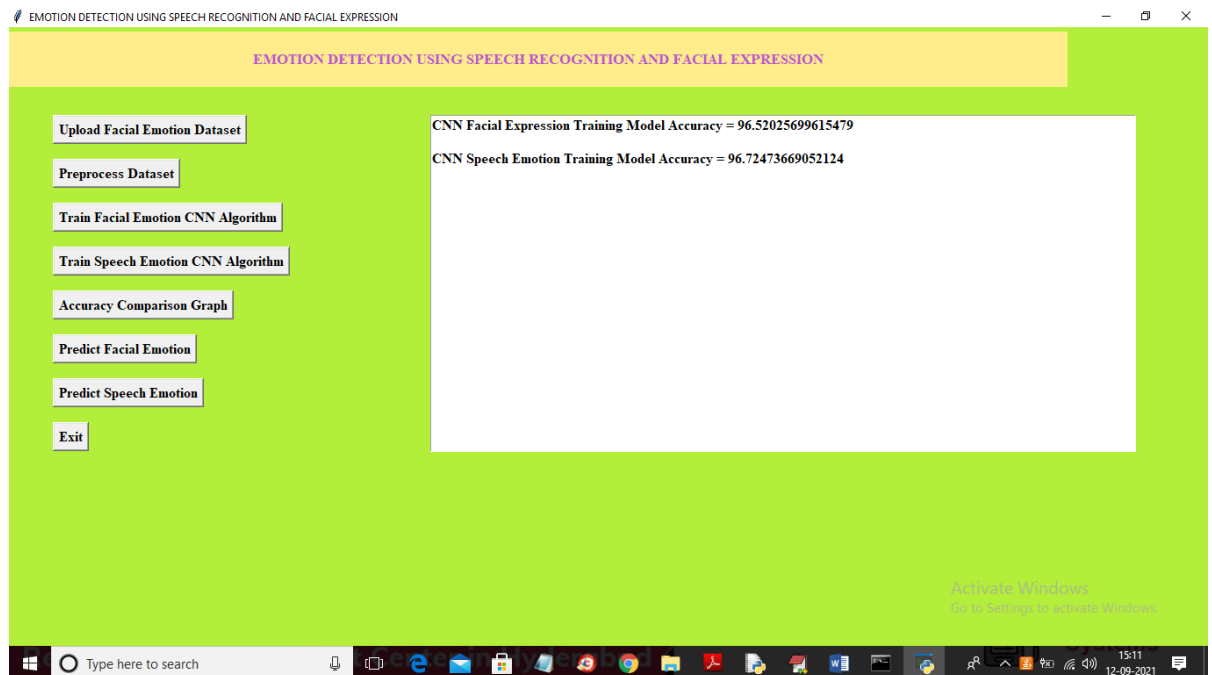 EMOTION DETECTION USING SPEECH RECOGNITION AND FACIAL EXPRESSION
EMOTION DETECTION USING SPEECH RECOGNITION AND FACIAL EXPRESSION
Upload Facial Emotion Dataset
Preprocess Dataset
Train Facial Emotion CNN Algorithm
Train Speech Emotion CNN Algorithm
Accuracy Comparison Graph
Predict Facial Emotion
Predict Speech Emotion
Exit
CNN Facial Expression Training Model Accuracy = 96.52025699615479
CNN Speech Emotion Training Model Accuracy = 96.72473669052124
Activate Windows
Go to Settings to activate Windows.
Type here to search
15:11
12-09-2021